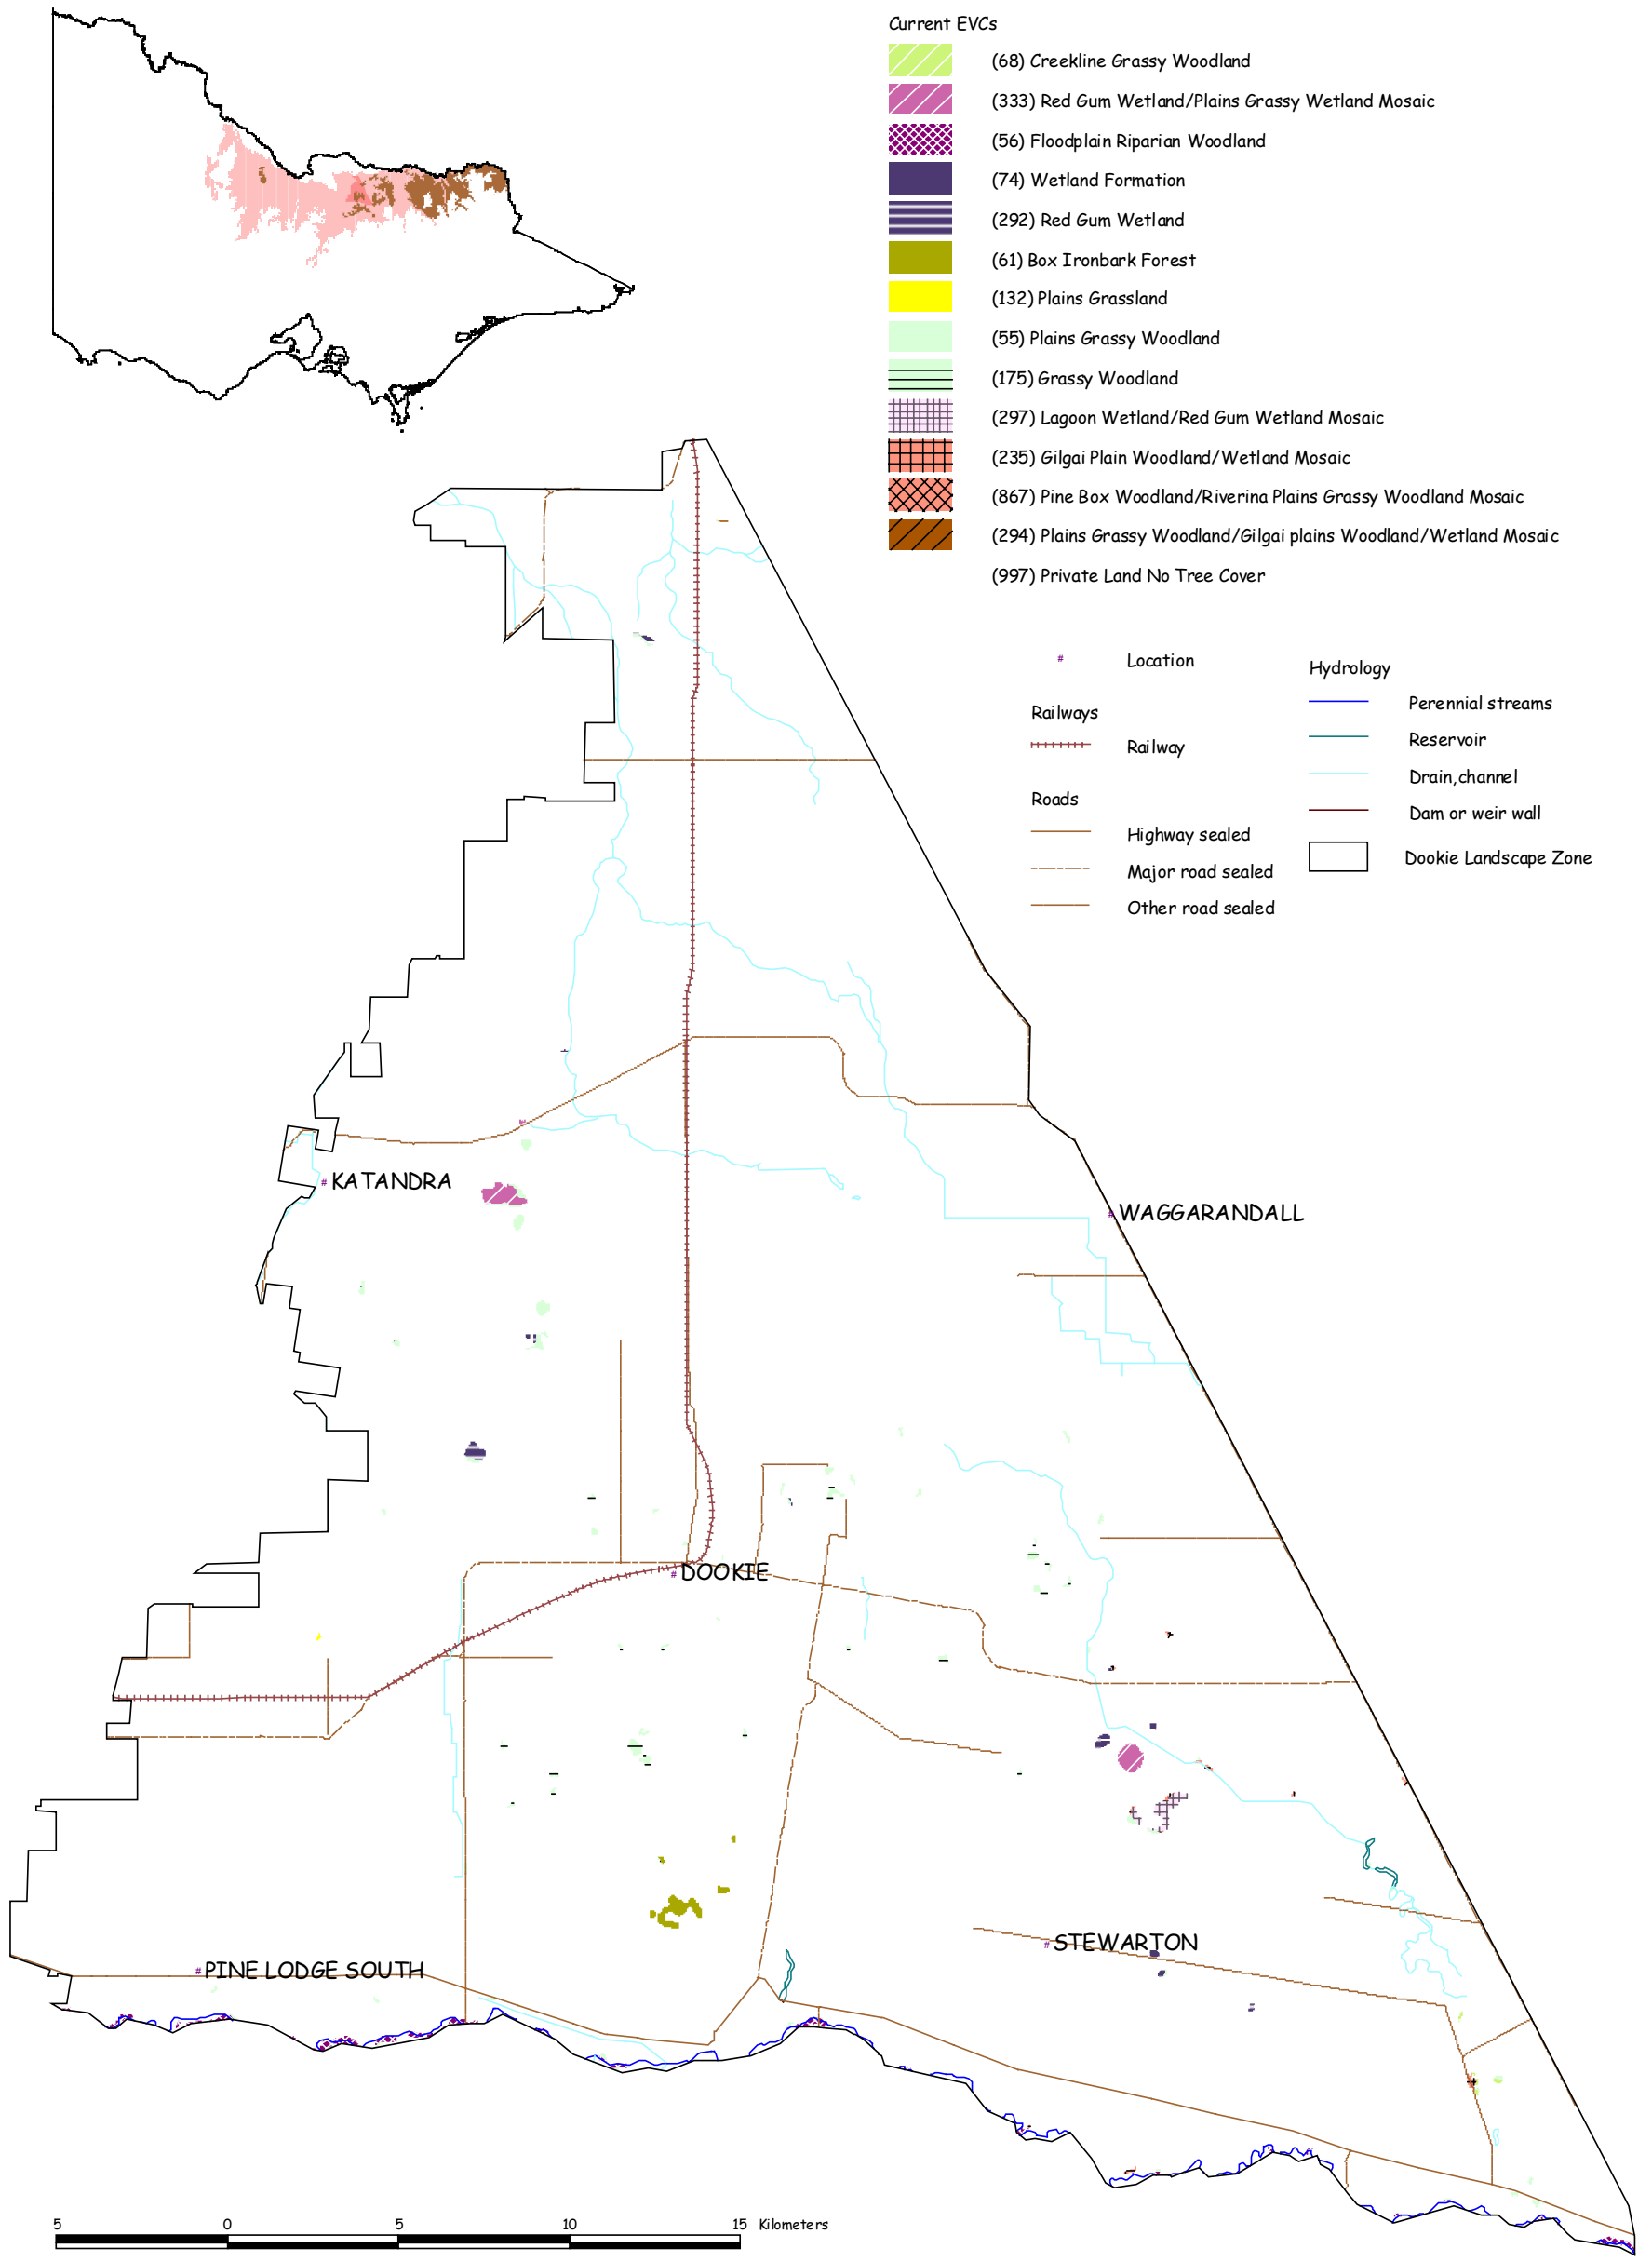 Current EVCs
(68) Creekline Grassy Woodland
(333) Red Gum Wetland/Plains Grassy Wetland Mosaic
(56) Floodplain Riparian Woodland
(74) Wetland Formation
(292) Red Gum Wetland
(61) Box Ironbark Forest
(132) Plains Grassland
(55) Plains Grassy Woodland
(175) Grassy Woodland
(297) Lagoon Wetland/Red Gum Wetland Mosaic
(235) Gilgai Plain Woodland/Wetland Mosaic
(867) Pine Box Woodland/Riverina Plains Grassy Woodland Mosaic
(294) Plains Grassy Woodland/Gilgai plains Woodland/Wetland Mosaic
(997) Private Land No Tree Cover
# Location
Railways
Railway
Roads
Highway sealed
Major road sealed
Other road sealed
Hydrology
Perennial streams
Reservoir
Drain,channel
Dam or weir wall
Dookie Landscape Zone
# KATANDRA
# WAGGARANDALL
# DOOKIE
# STEWARTON
# PINE LODGE SOUTH
5 0 5 10 15 Kilometers